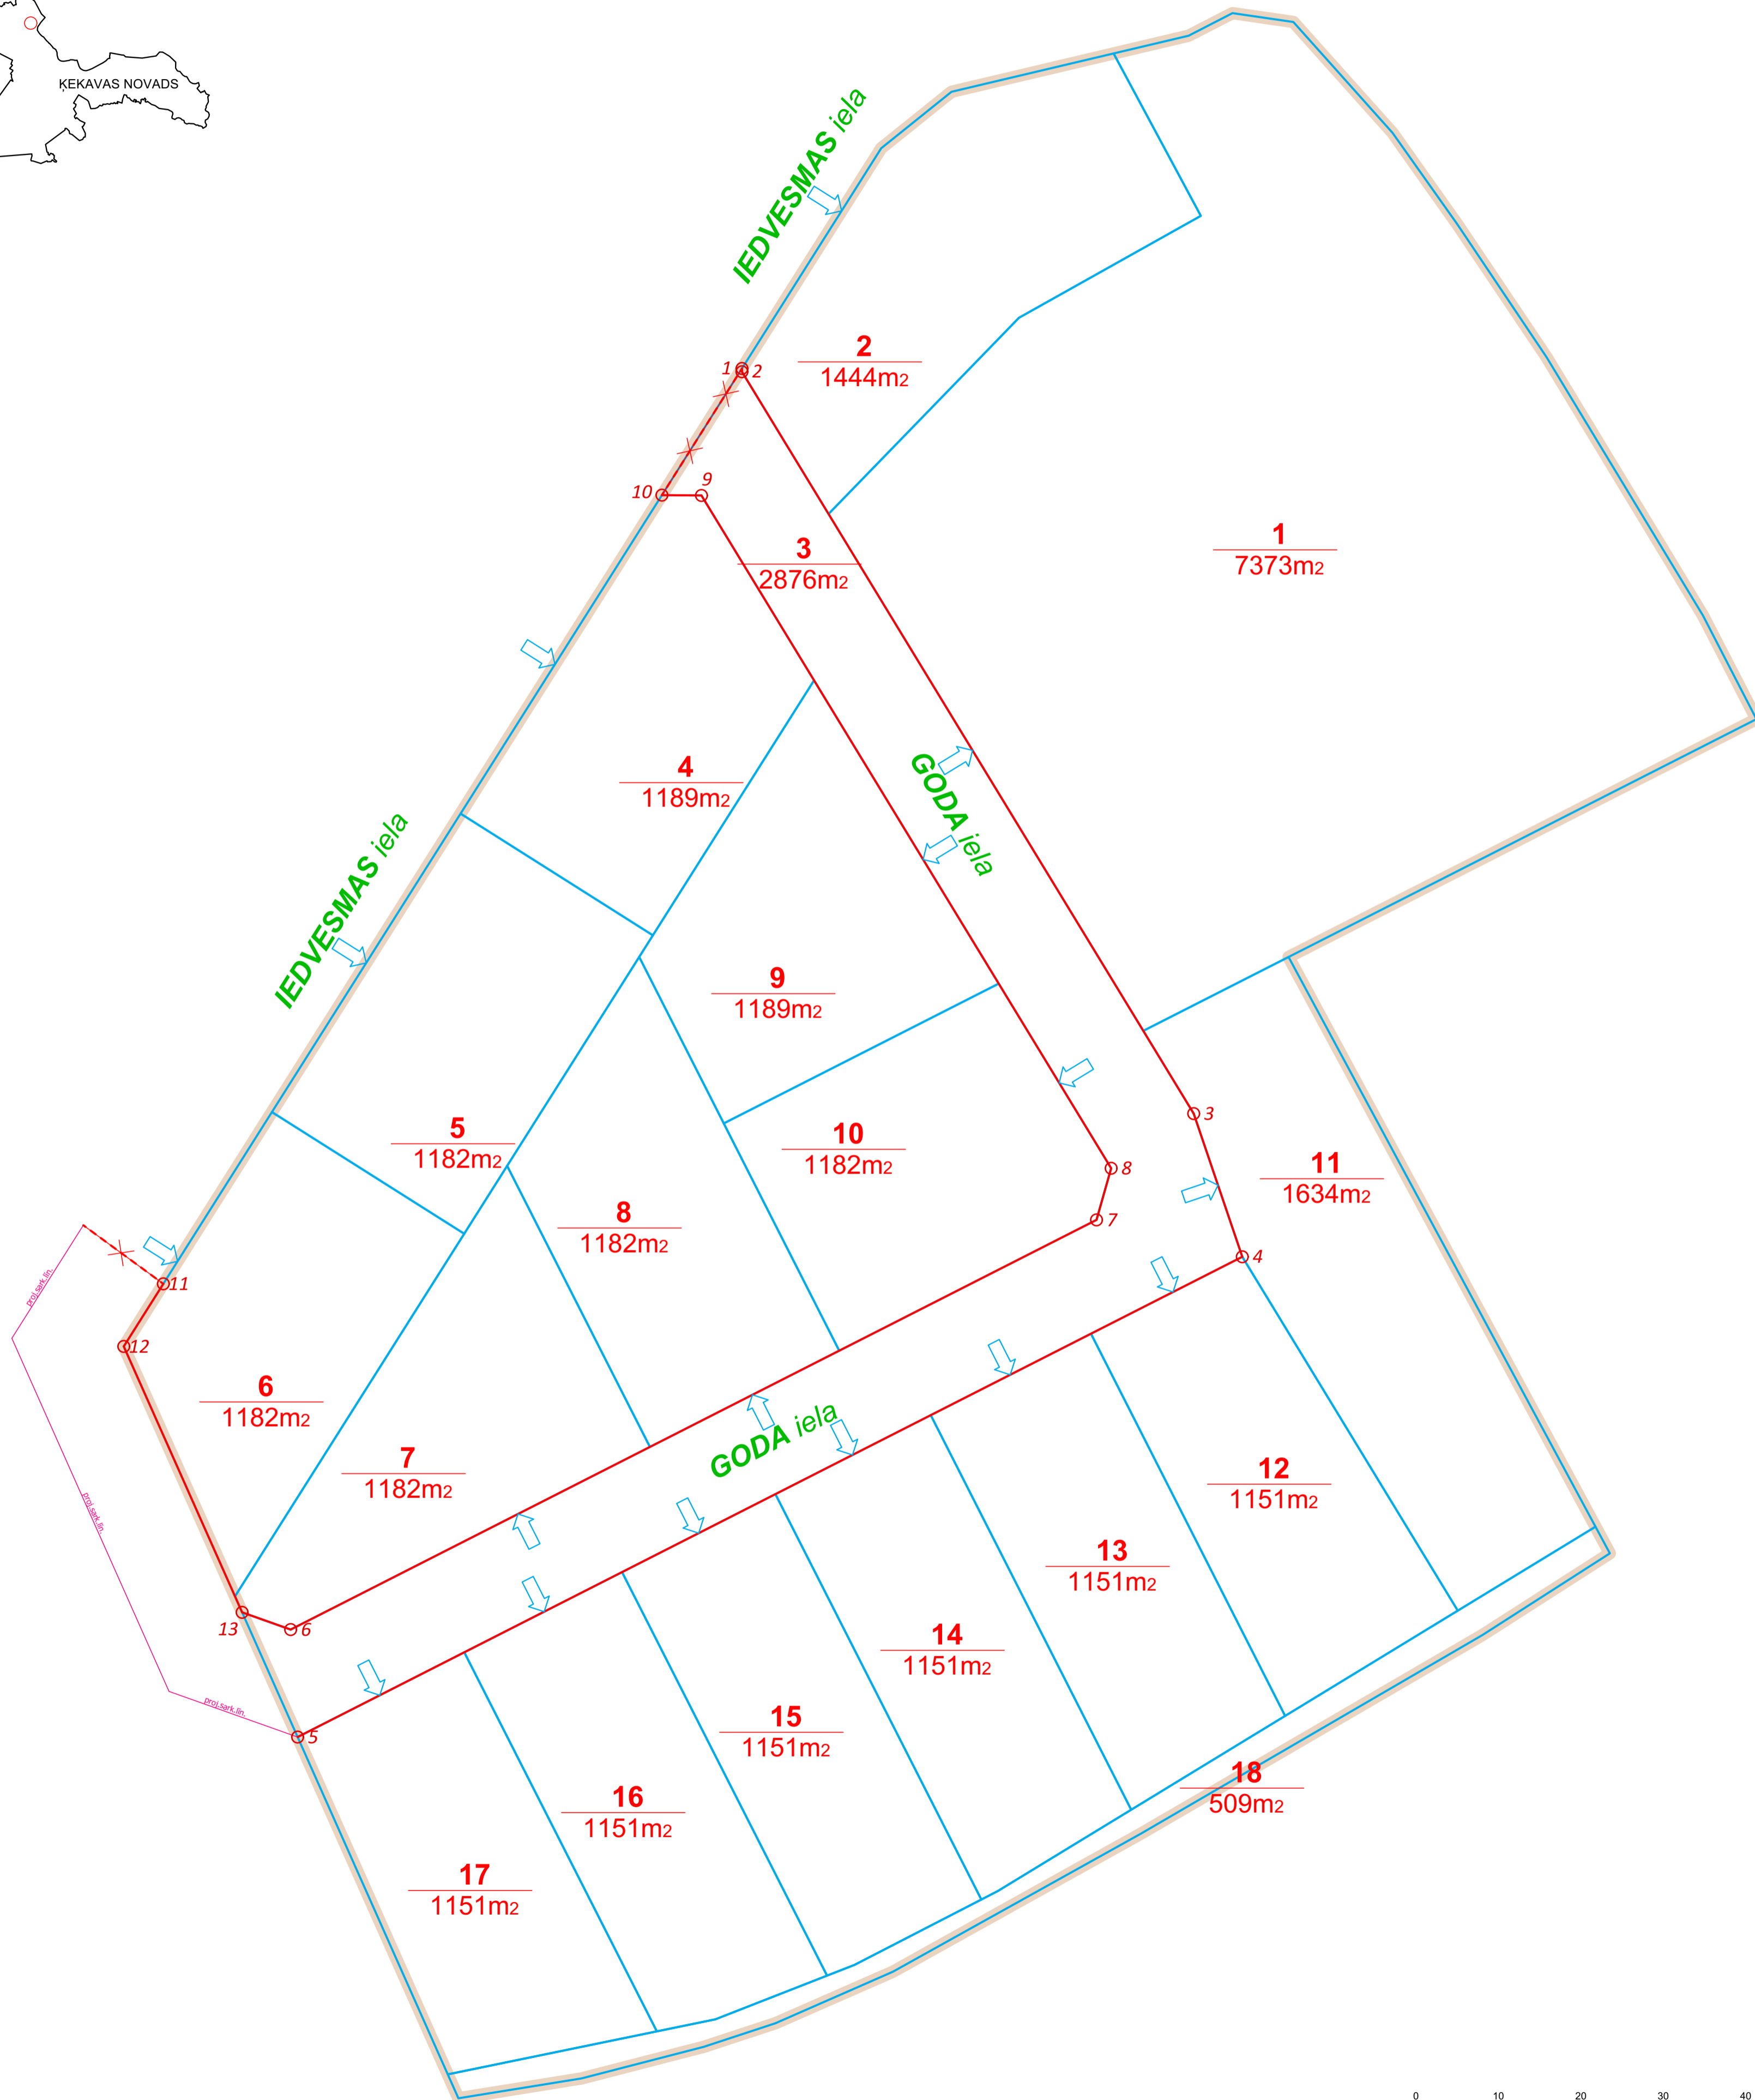 ĶEKAVAS NOVADS
IEDVESMAS iela
2
1444m2
1
2
10
9
3
2876m2
1
7373m2
4
1189m2
GODA iela
IEDVESMAS iela
9
1189m2
3
5
1182m2
10
1182m2
8
11
1634m2
8
1182m2
7
4
proj.sark.lin.
11
12
6
1182m2
GODA iela
7
1182m2
12
1151m2
proj.sark.lin.
13
1151m2
13
6
14
1151m2
proj.sark.lin.
5
15
1151m2
18
509m2
16
1151m2
17
1151m2
0 10 20 30 40